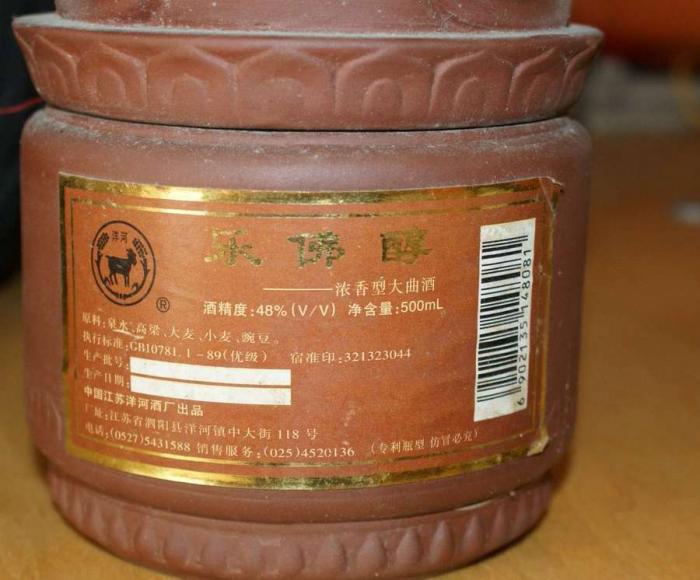 洋河
®
乐佛醇
———浓香型大曲酒
酒精度:48%(V/V) 净含量:500mL
原料:泉水、高粱、大麦、小麦、豌豆。
执行标准:GB10781.1-89(优级) 宿准印:321323044
生产批号:
生产日期:
中国江苏洋河酒厂出品
厂址:江苏省泗阳县洋河镇中大街118号
电话:(0527)5431588 销售服务:(025)4520136 (专利瓶型 仿冒必究)
6 902135 148081